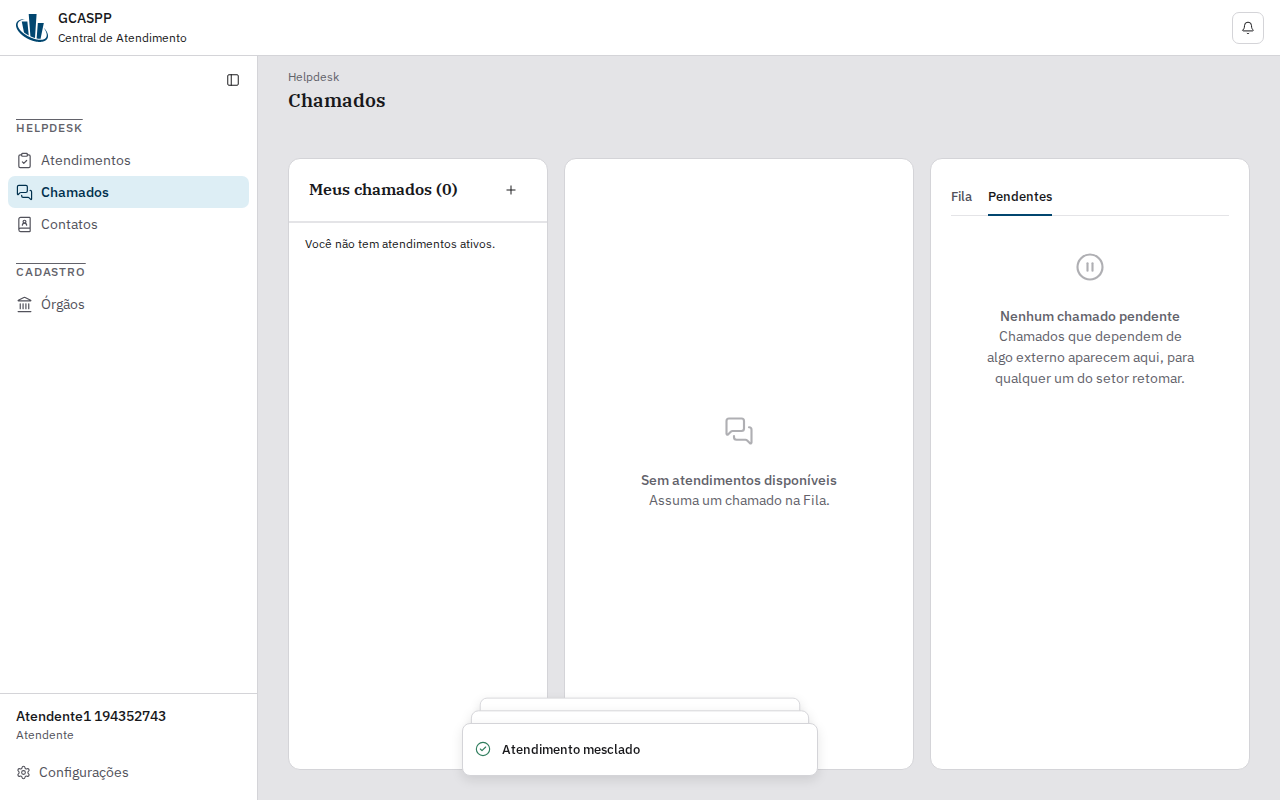 GCASPP
Central de Atendimento
HELPDESK
Atendimentos
Chamados
Contatos
CADASTRO
Órgãos
Atendente1 194352743
Atendente
Configurações
Helpdesk
Chamados
Meus chamados (0)
Você não tem atendimentos ativos.
Sem atendimentos disponíveis
Assuma um chamado na Fila.
Fila Pendentes
Nenhum chamado pendente
Chamados que dependem de
algo externo aparecem aqui, para
qualquer um do setor retomar.
Atendimento mesclado